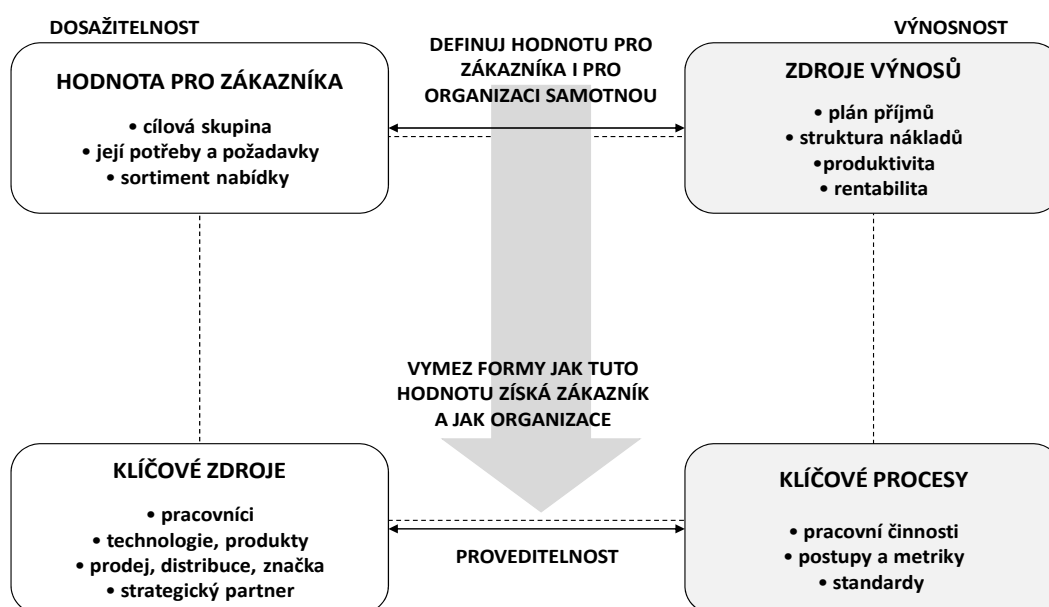 DOSAŽITELNOST
VÝNOSNOST
HODNOTA PRO ZÁKAZNÍKA
• cílová skupina
• její potřeby a požadavky
• sortiment nabídky
DEFINUJ HODNOTU PRO
ZÁKAZNÍKA I PRO
ORGANIZACI SAMOTNOU
ZDROJE VÝNOSŮ
• plán příjmů
• struktura nákladů
•produktivita
• rentabilita
VYMEZ FORMY JAK TUTO
HODNOTU ZÍSKÁ ZÁKAZNÍK
A JAK ORGANIZACE
KLÍČOVÉ ZDROJE
• pracovníci
• technologie, produkty
• prodej, distribuce, značka
• strategický partner
PROVEDITELNOST
KLÍČOVÉ PROCESY
• pracovní činnosti
• postupy a metriky
• standardy